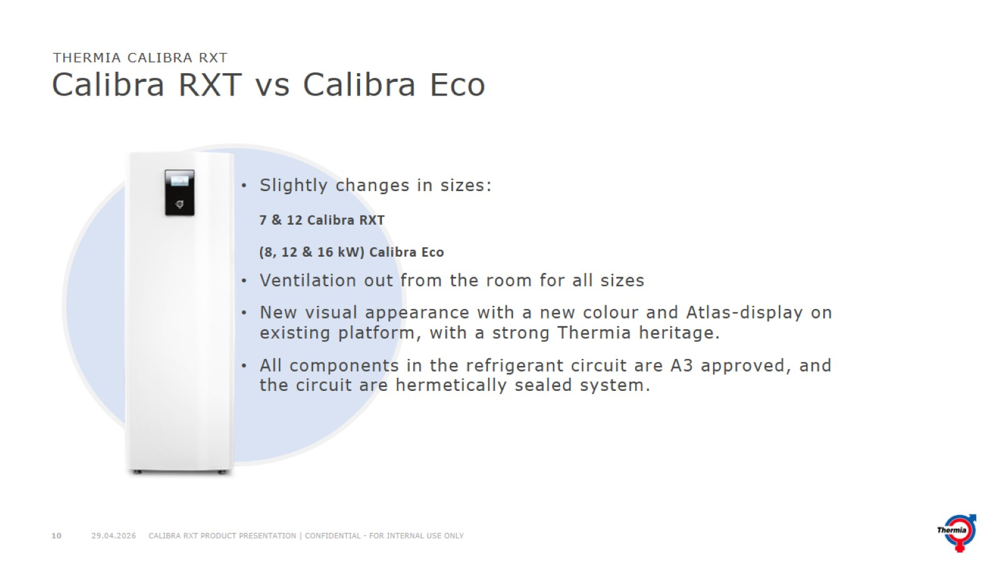 THERMIA CALIBRA RXT
Calibra RXT vs Calibra Eco
• Slightly changes in sizes:
7 & 12 Calibra RXT
(8, 12 & 16 kW) Calibra Eco
• Ventilation out from the room for all sizes
• New visual appearance with a new colour and Atlas-display on
existing platform, with a strong Thermia heritage.
• All components in the refrigerant circuit are A3 approved, and
the circuit are hermetically sealed system.
10 29.04.2026 CALIBRA RXT PRODUCT PRESENTATION | CONFIDENTIAL - FOR INTERNAL USE ONLY
Thermia